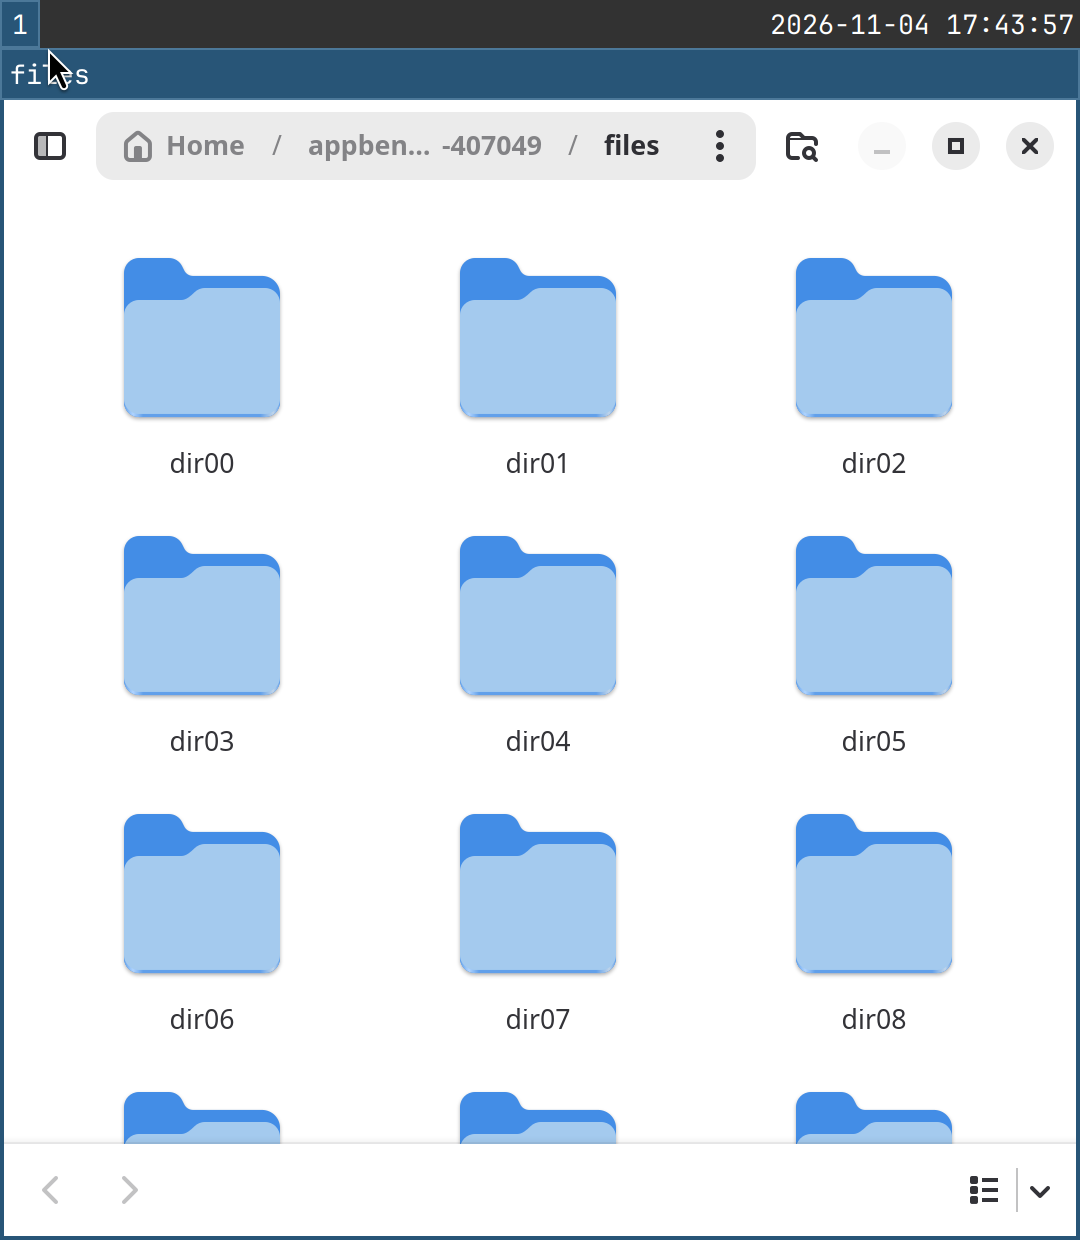 1 2026-11-04 17:43:57
files
Home / appben... -407049 / files
dir00 dir01 dir02
dir03 dir04 dir05
dir06 dir07 dir08